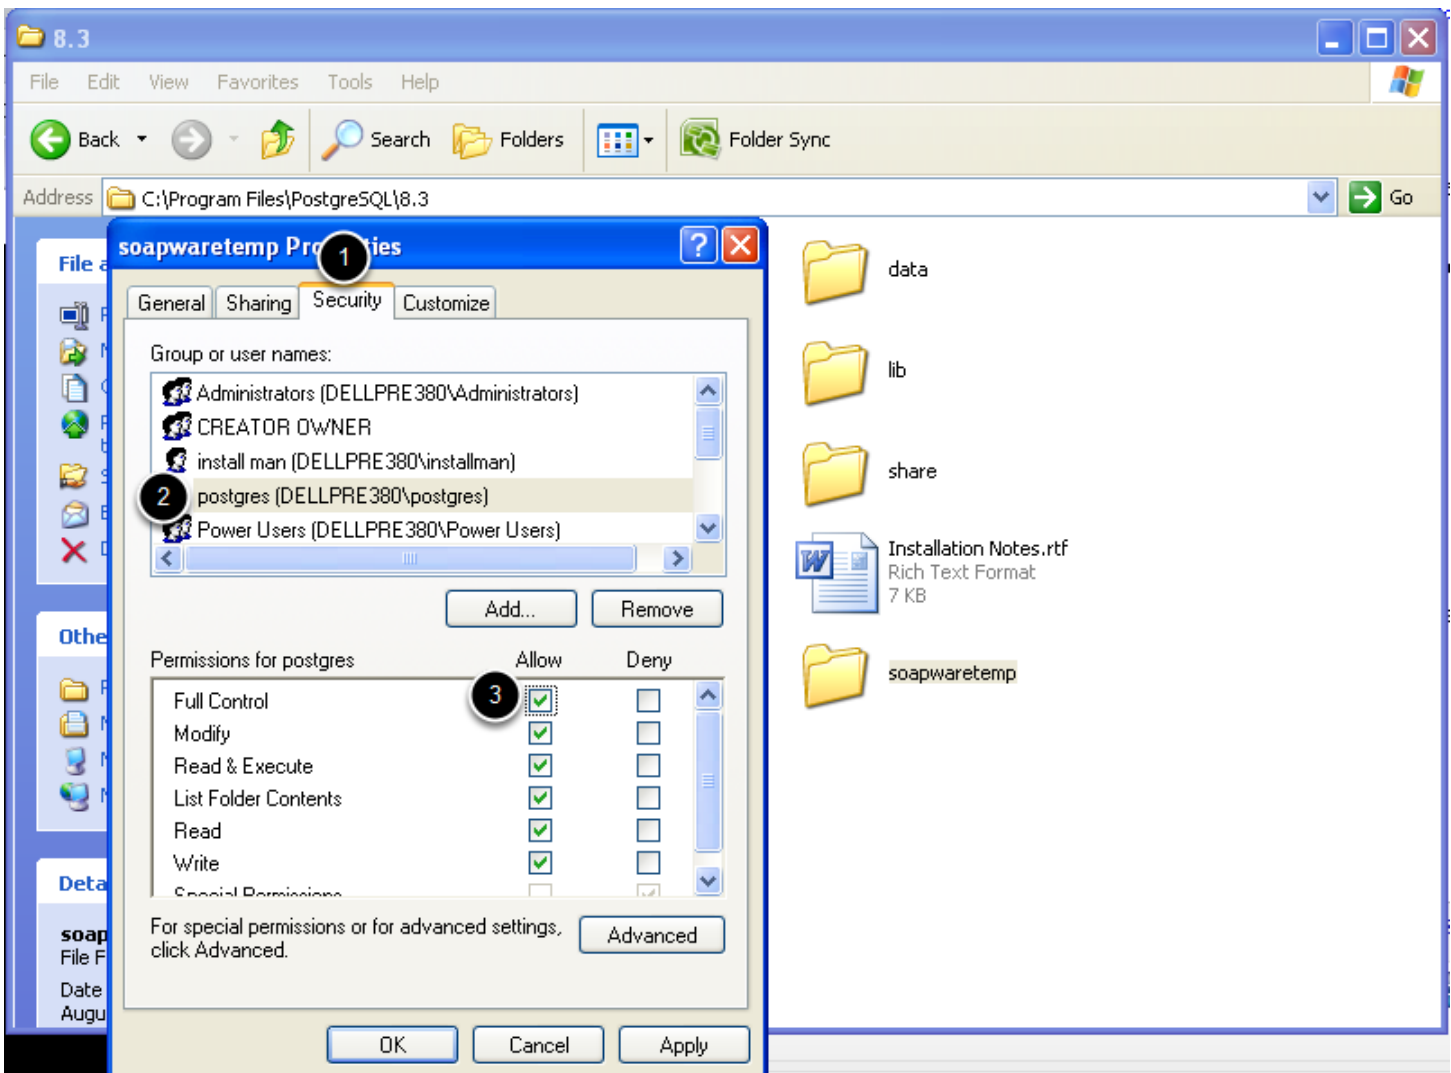 8.3
File Edit View Favorites Tools Help
Back Search Folders Folder Sync
Address C:\Program Files\PostgreSQL\8.3 Go
soapwaretemp
1
General Sharing Security Customize
Group or user names:
Administrators (DELLPRE380\Administrators)
CREATOR OWNER
install man (DELLPRE380\installman)
2 postgres (DELLPRE380\postgres)
Power Users (DELLPRE380\Power Users)
Add... Remove
Permissions for postgres Allow Deny
3
Full Control
Modify
Read & Execute
List Folder Contents
Read
Write
Special Permissions
For special permissions or for advanced settings,
click Advanced.
Advanced
OK Cancel Apply
File
Othe
Deta
soap
File F
Date
Augu
data
lib
share
Installation Notes.rtf
Rich Text Format
7 KB
soapwaretemp